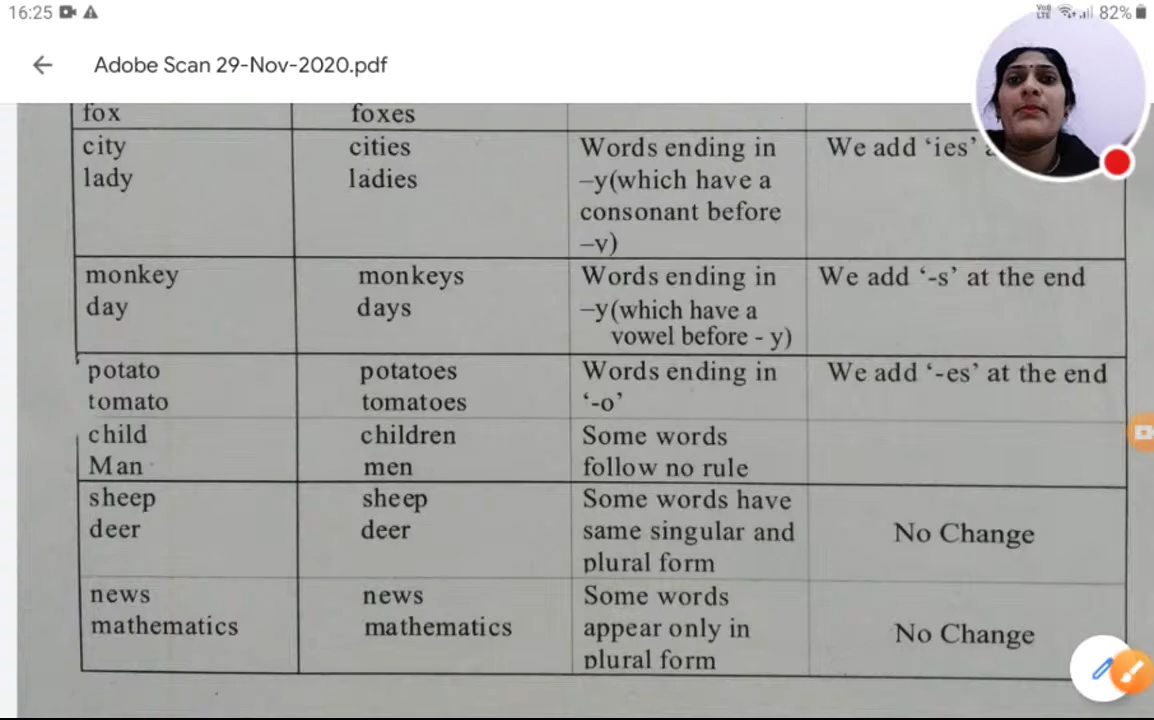 16:25 VoB LTE 82%
Adobe Scan 29-Nov-2020.pdf
fox foxes
city cities Words ending in We add ‘ies’
lady ladies –y(which have a
consonant before
–v)
monkey monkeys Words ending in We add ‘-s’ at the end
day days –y(which have a
vowel before - y)
potato potatoes Words ending in We add ‘-es’ at the end
tomato tomatoes ‘-o’
child children Some words
Man men follow no rule
sheep sheep Some words have
deer deer same singular and No Change
plural form
news news Some words
mathematics mathematics appear only in No Change
plural form